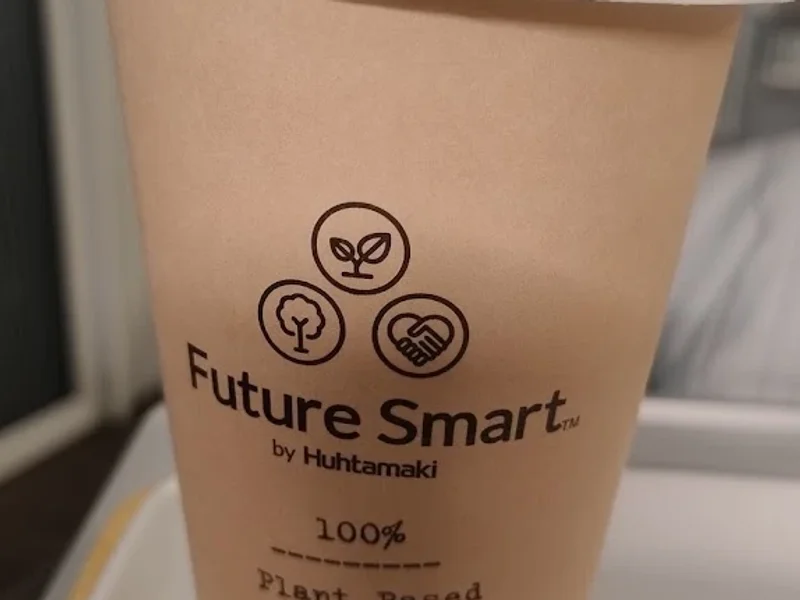 Future Smart™
by Huhtamaki
100%
Plant Based